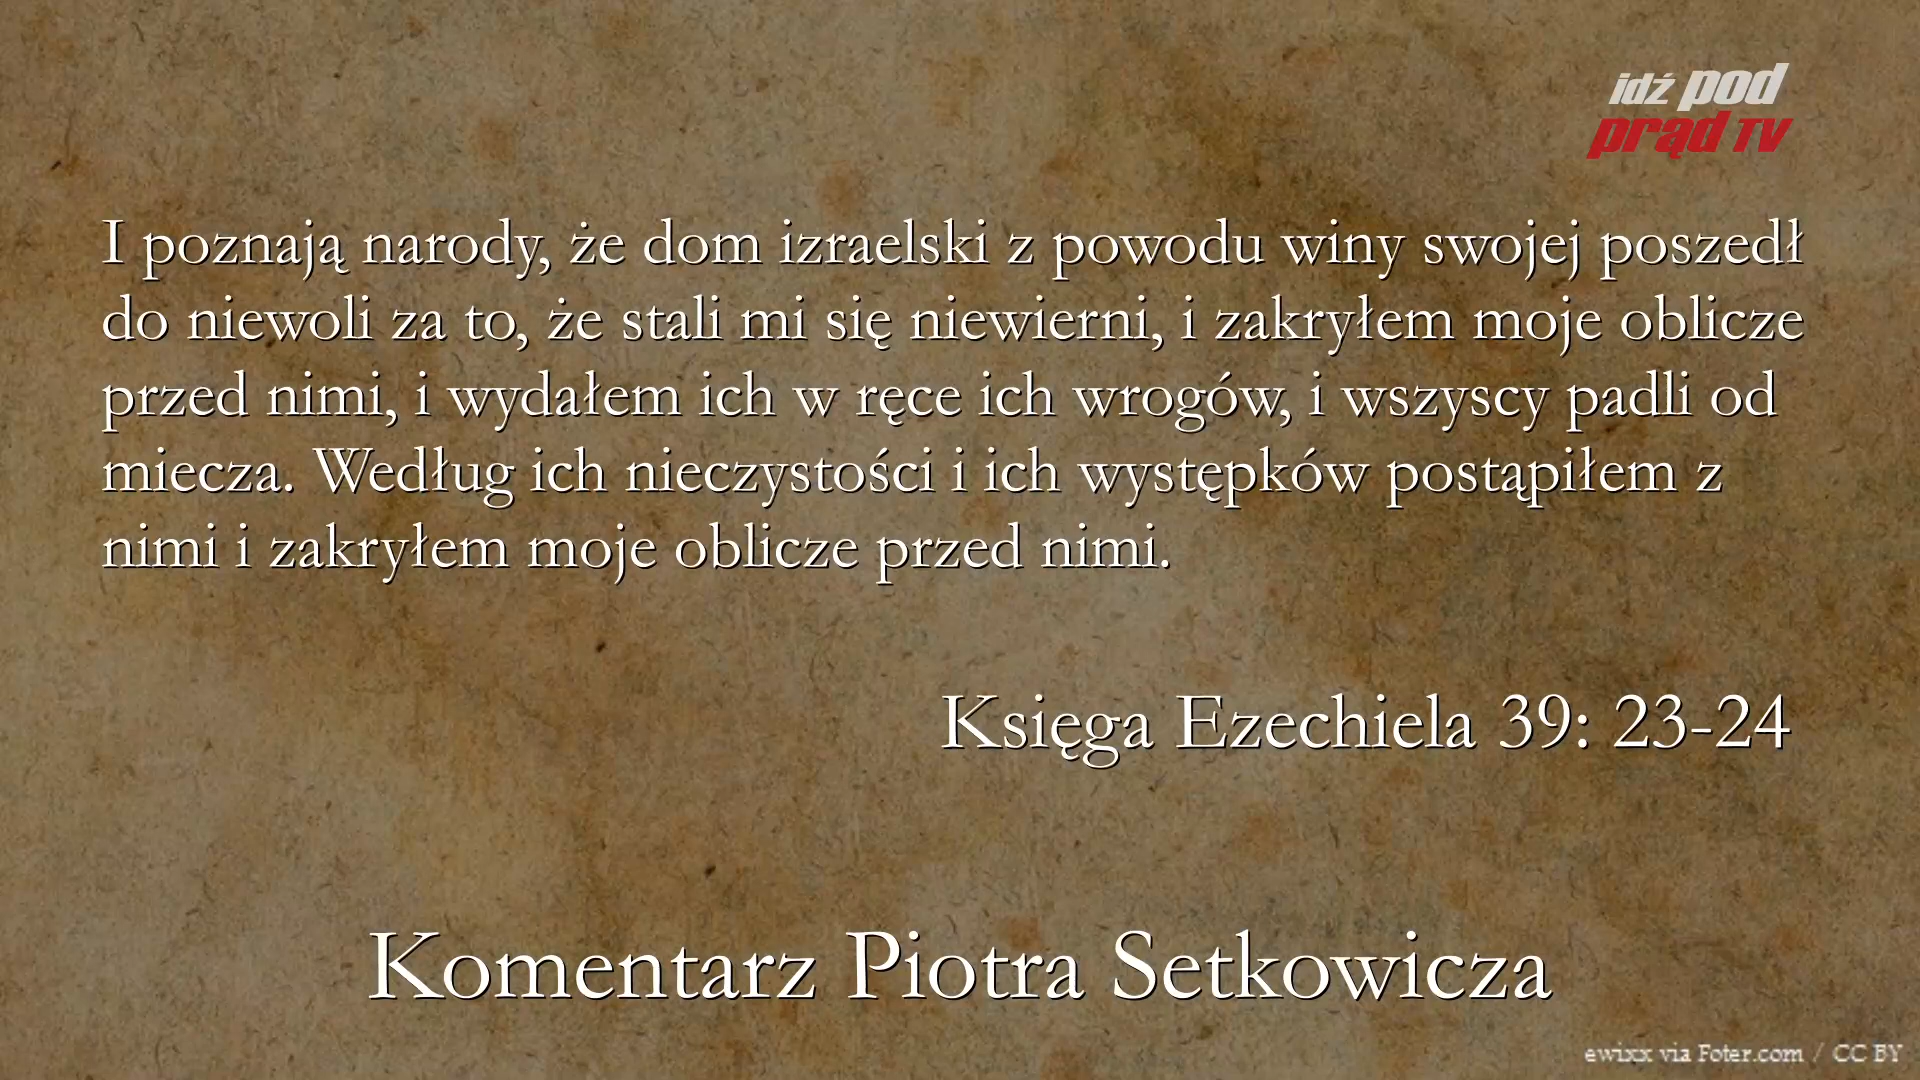 idź pod
prąd TV
I poznają narody, że dom izraelski z powodu winy swojej poszedł
do niewoli za to, że stali mi się niewierni, i zakryłem moje oblicze
przed nimi, i wydałem ich w ręce ich wrogów, i wszyscy padli od
miecza. Według ich nieczystości i ich występków postąpiłem z
nimi i zakryłem moje oblicze przed nimi.
Księga Ezechiela 39: 23-24
Komentarz Piotra Setkowicza
ewixx via Foter.com / CC BY